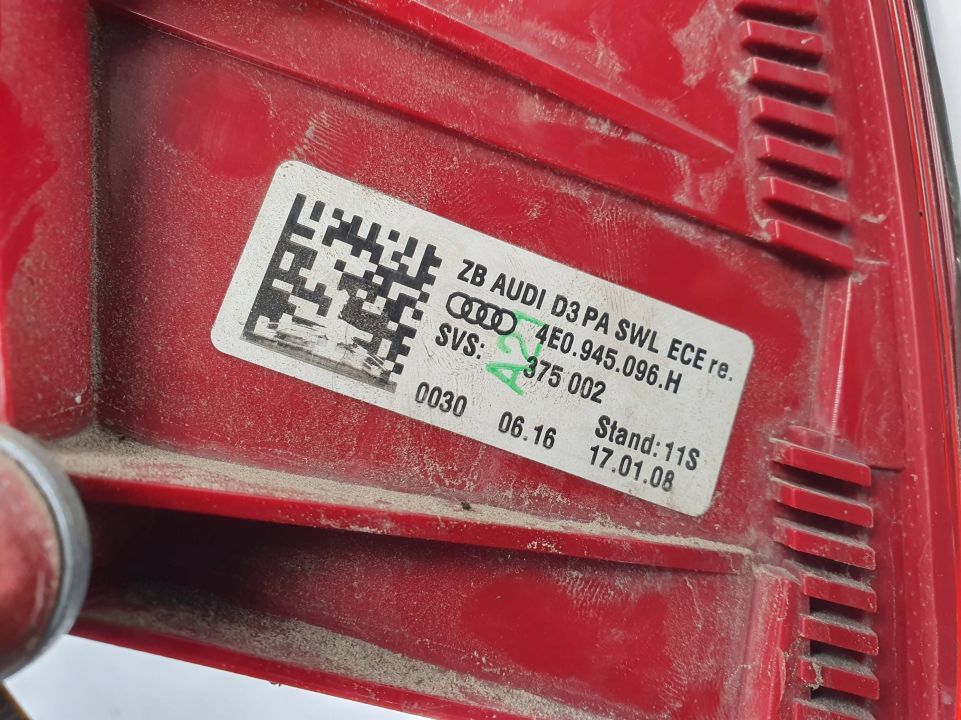 ZB AUDI D3 PA SWL ECE re.
4E0.945.096.H
SVS: 375 002
A21
Stand: 11S
0030 06.16 17.01.08